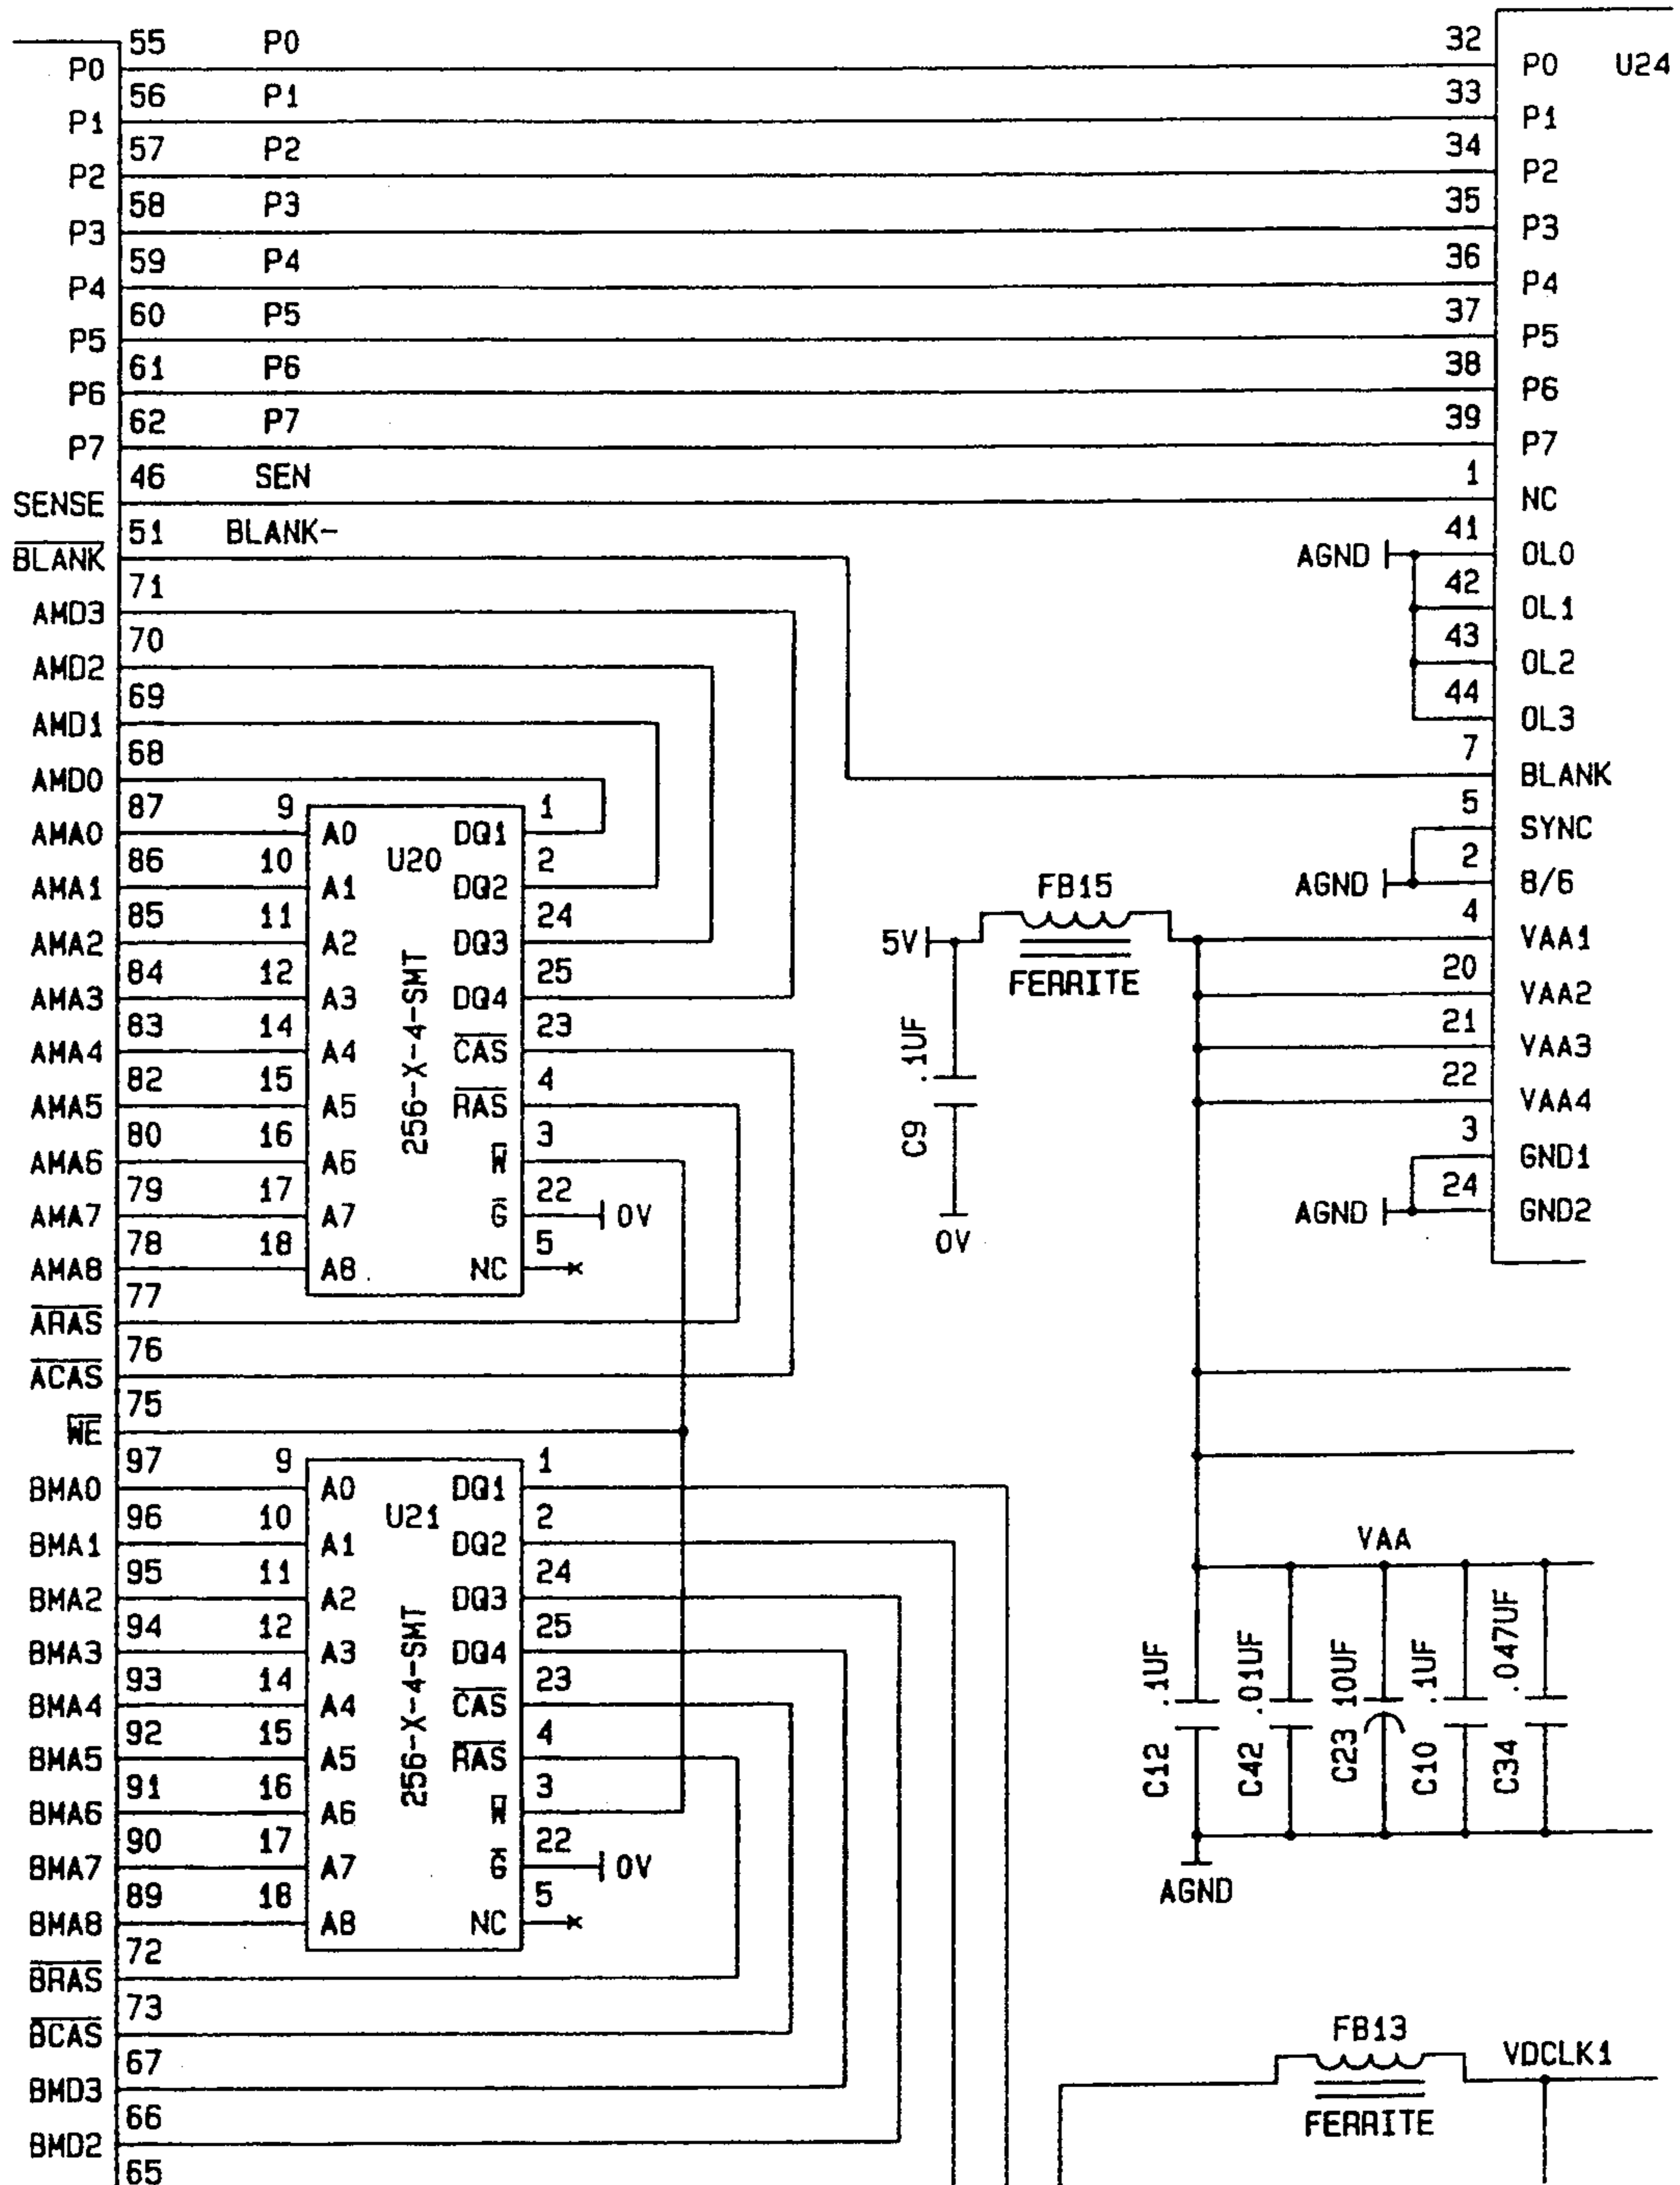 55 P0 32
P0 P0 U24
56 P1 33
P1 P1
57 P2 34
P2 P2
58 P3 35
P3 P3
59 P4 36
P4 P4
60 P5 37
P5 P5
61 P6 38
P6 P6
62 P7 39
P7 P7
46 SEN 1
SENSE NC
51 BLANK- 41
BLANK AGND OL0
71 42
AMD3 OL1
70 43
AMD2 OL2
69 44
AMD1 OL3
68 7
AMD0 BLANK
87 9 1 5
AMA0 A0 DQ1 SYNC
86 10 U20 2 2
AMA1 A1 DQ2 FB15 AGND 8/6
85 11 24 4
AMA2 A2 DQ3 5V VAA1
FERRITE
84 12 25 20
AMA3 A3 DQ4 VAA2
83 14 23 21
AMA4 A4 CAS .1UF VAA3
82 15 4 22
AMA5 A5 RAS VAA4
256-X-4-SMT
80 16 3 C9 3
AMA6 A6 W GND1
79 17 22 24
AMA7 A7 G 0V AGND GND2
78 18 5 0V
AMA8 A8 NC
77
ARAS
76
ACAS
75
WE
97 9 1
BMA0 A0 DQ1
96 10 U21 2
BMA1 A1 DQ2 VAA
95 11 24
BMA2 A2 DQ3
94 12 25
BMA3 A3 DQ4 .1UF .01UF 10UF .1UF .047UF
93 14 23
BMA4 A4 CAS
256-X-4-SMT
92 15 4
BMA5 A5 RAS C12 C42 C23 C10 C34
91 16 3
BMA6 A6 W
90 17 22
BMA7 A7 G 0V
AGND
89 18 5
BMA8 A8 NC
72
BRAS
73
BCAS FB13 VDCLK1
67
BMD3 FERRITE
66
BMD2
65